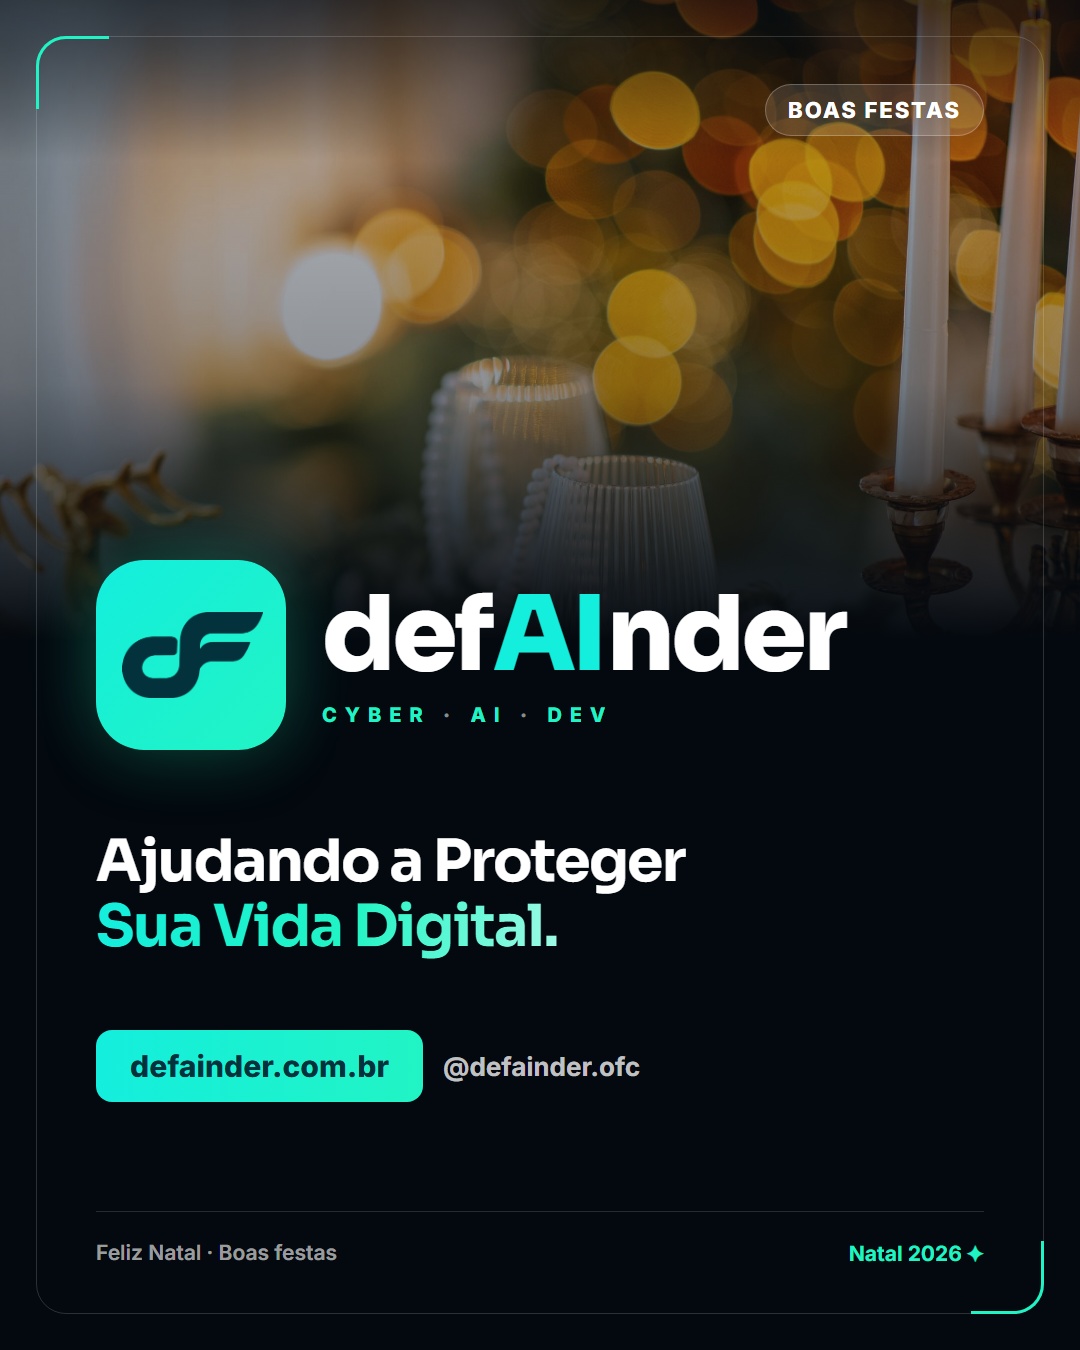 BOAS FESTAS
defAInder
CYBER · AI · DEV
Ajudando a Proteger
Sua Vida Digital.
defainder.com.br @defainder.ofc
Feliz Natal · Boas festas
Natal 2026 ✦